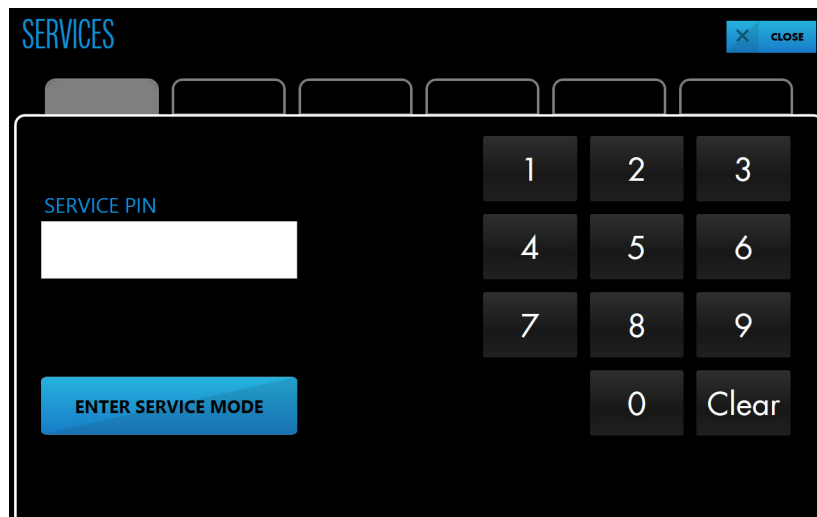 SERVICES
CLOSE
1 2 3
SERVICE PIN
4 5 6
7 8 9
ENTER SERVICE MODE
0 Clear